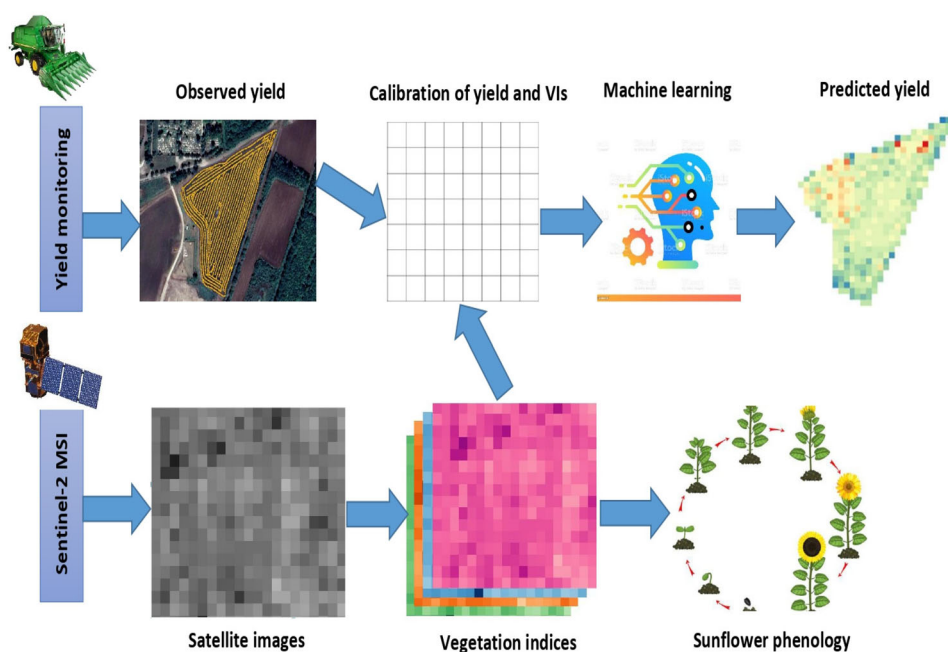 Observed yield
Calibration of yield and VIs
Machine learning
Predicted yield
Yield monitoring
Sentinel-2 MSI
Satellite images
Vegetation indices
Sunflower phenology